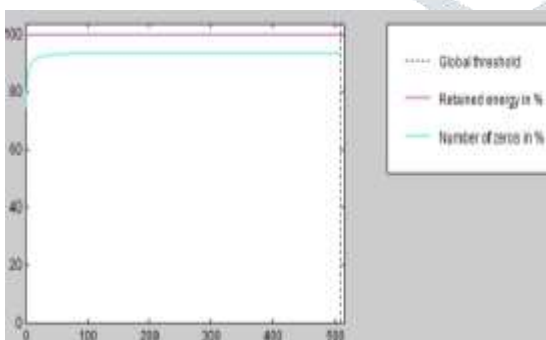 100
80
60
40
20
0
0 100 200 300 400 500
Global threshold
Retained energy in %
Number of zeros in %